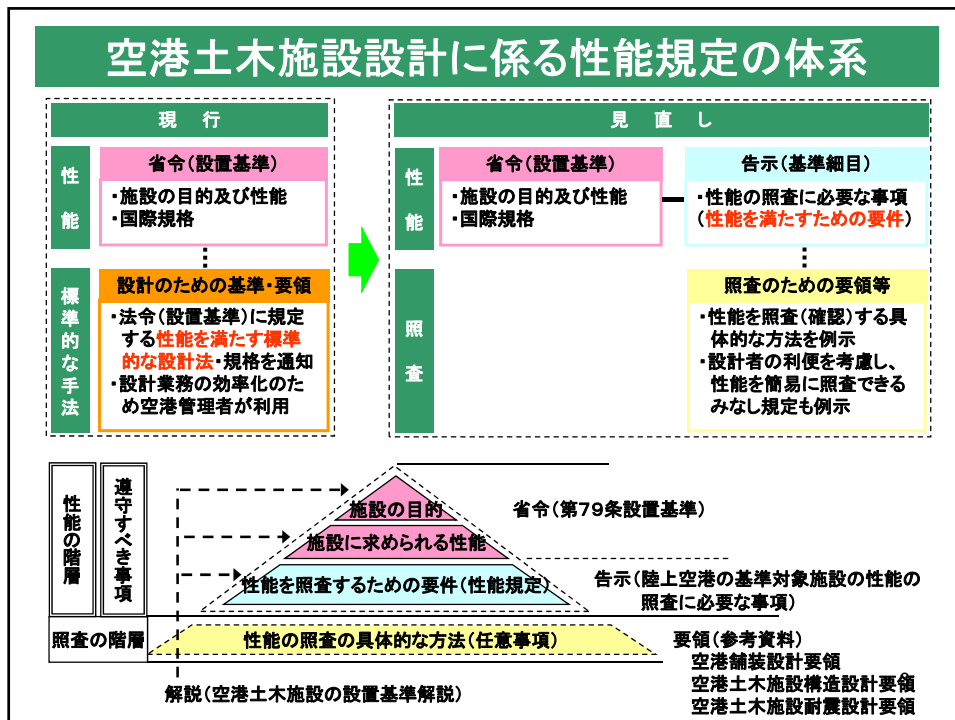 空港土木施設設計に係る性能規定の体系
現　行
性能
省令（設置基準）
・施設の目的及び性能
・国際規格
標準的な手法
設計のための基準・要領
・法令（設置基準）に規定
する性能を満たす標準
的な設計法・規格を通知
・設計業務の効率化のた
め空港管理者が利用
見　直　し
性能
省令（設置基準）
・施設の目的及び性能
・国際規格
告示（基準細目）
・性能の照査に必要な事項
（性能を満たすための要件）
照査
照査のための要領等
・性能を照査（確認）する具
体的な方法を例示
・設計者の利便を考慮し、
性能を簡易に照査できる
みなし規定も例示
性能の階層
遵守すべき事項
施設の目的
施設に求められる性能
性能を照査するための要件（性能規定）
省令（第79条設置基準）
告示（陸上空港の基準対象施設の性能の
照査に必要な事項）
照査の階層
性能の照査の具体的な方法（任意事項）
要領（参考資料）
空港舗装設計要領
空港土木施設構造設計要領
空港土木施設耐震設計要領
解説（空港土木施設の設置基準解説）